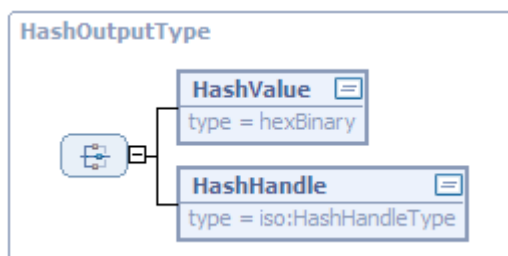 HashOutputType
HashValue
type = hexBinary
HashHandle
type = iso:HashHandleType